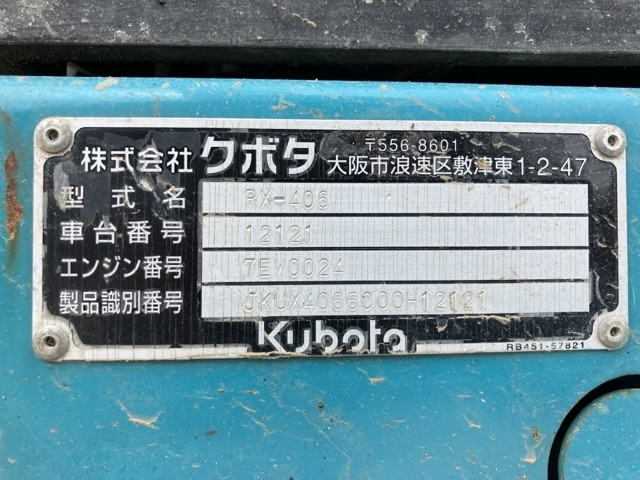 株式会社 クボタ 〒556-8601
大阪市浪速区敷津東1-2-47
型式名 RX-406
車台番号 12121
エンジン番号 7EV0024
製品識別番号 JKUX4066C00H12121
Kubota
RB451-57821